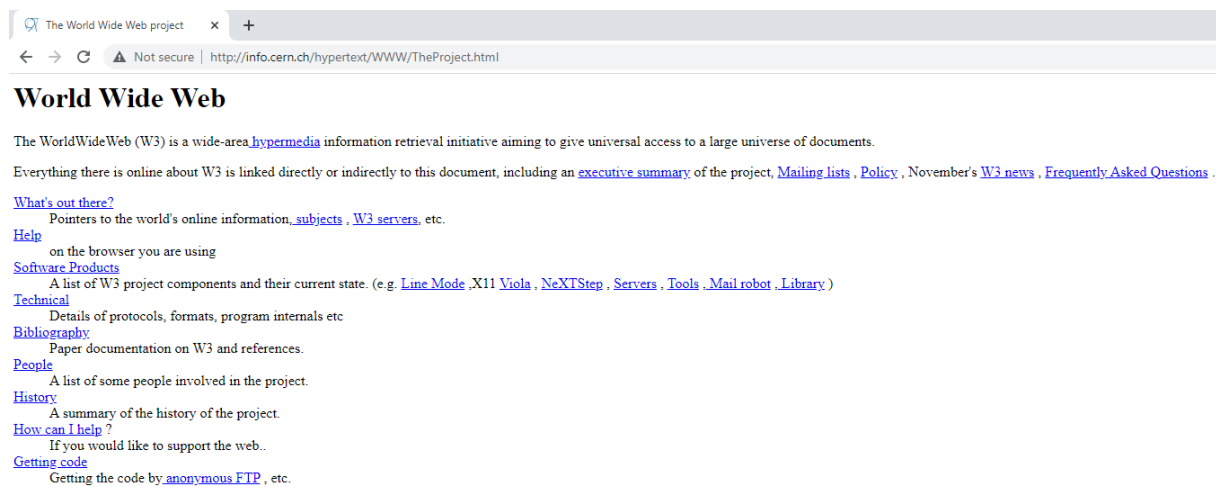 The World Wide Web project
Not secure | http://info.cern.ch/hypertext/WWW/TheProject.html
World Wide Web
The WorldWideWeb (W3) is a wide-area hypermedia information retrieval initiative aiming to give universal access to a large universe of documents.
Everything there is online about W3 is linked directly or indirectly to this document, including an executive summary of the project, Mailing lists , Policy , November's W3 news , Frequently Asked Questions .
What's out there?
Pointers to the world's online information, subjects , W3 servers, etc.
Help
on the browser you are using
Software Products
A list of W3 project components and their current state. (e.g. Line Mode ,X11 Viola , NeXTStep , Servers , Tools , Mail robot , Library )
Technical
Details of protocols, formats, program internals etc
Bibliography
Paper documentation on W3 and references.
People
A list of some people involved in the project.
History
A summary of the history of the project.
How can I help ?
If you would like to support the web..
Getting code
Getting the code by anonymous FTP , etc.